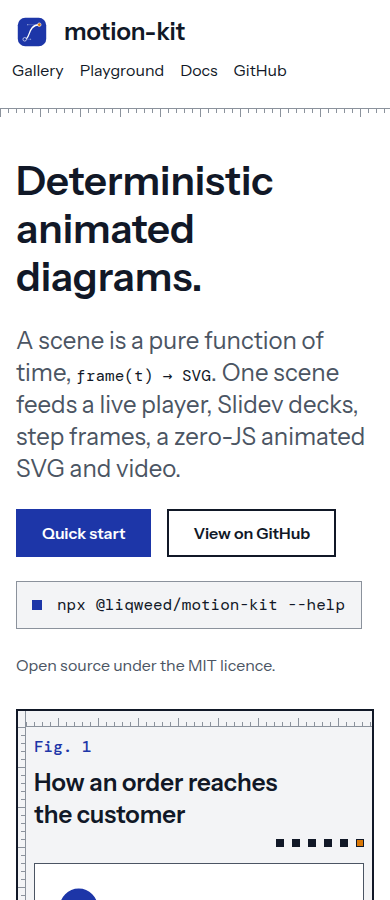 motion-kit
Gallery Playground Docs GitHub
Deterministic
animated
diagrams.
A scene is a pure function of
time, frame(t) → SVG. One scene
feeds a live player, Slidev decks,
step frames, a zero-JS animated
SVG and video.
Quick start View on GitHub
npx @liqweed/motion-kit --help
Open source under the MIT licence.
Fig. 1
How an order reaches
the customer